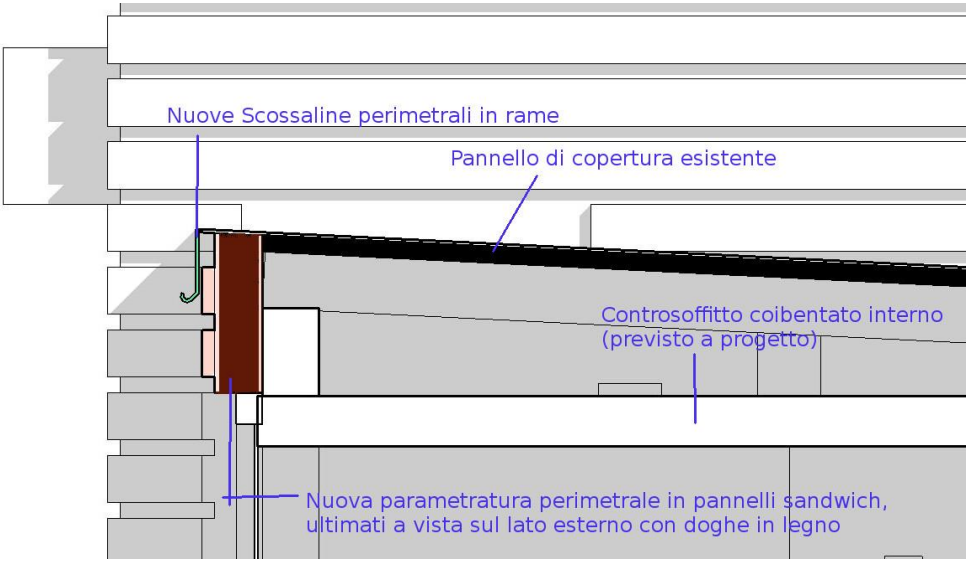 Nuove Scossaline perimetrali in rame
Pannello di copertura esistente
Controsoffitto coibentato interno
(previsto a progetto)
Nuova parametratura perimetrale in pannelli sandwich,
ultimati a vista sul lato esterno con doghe in legno